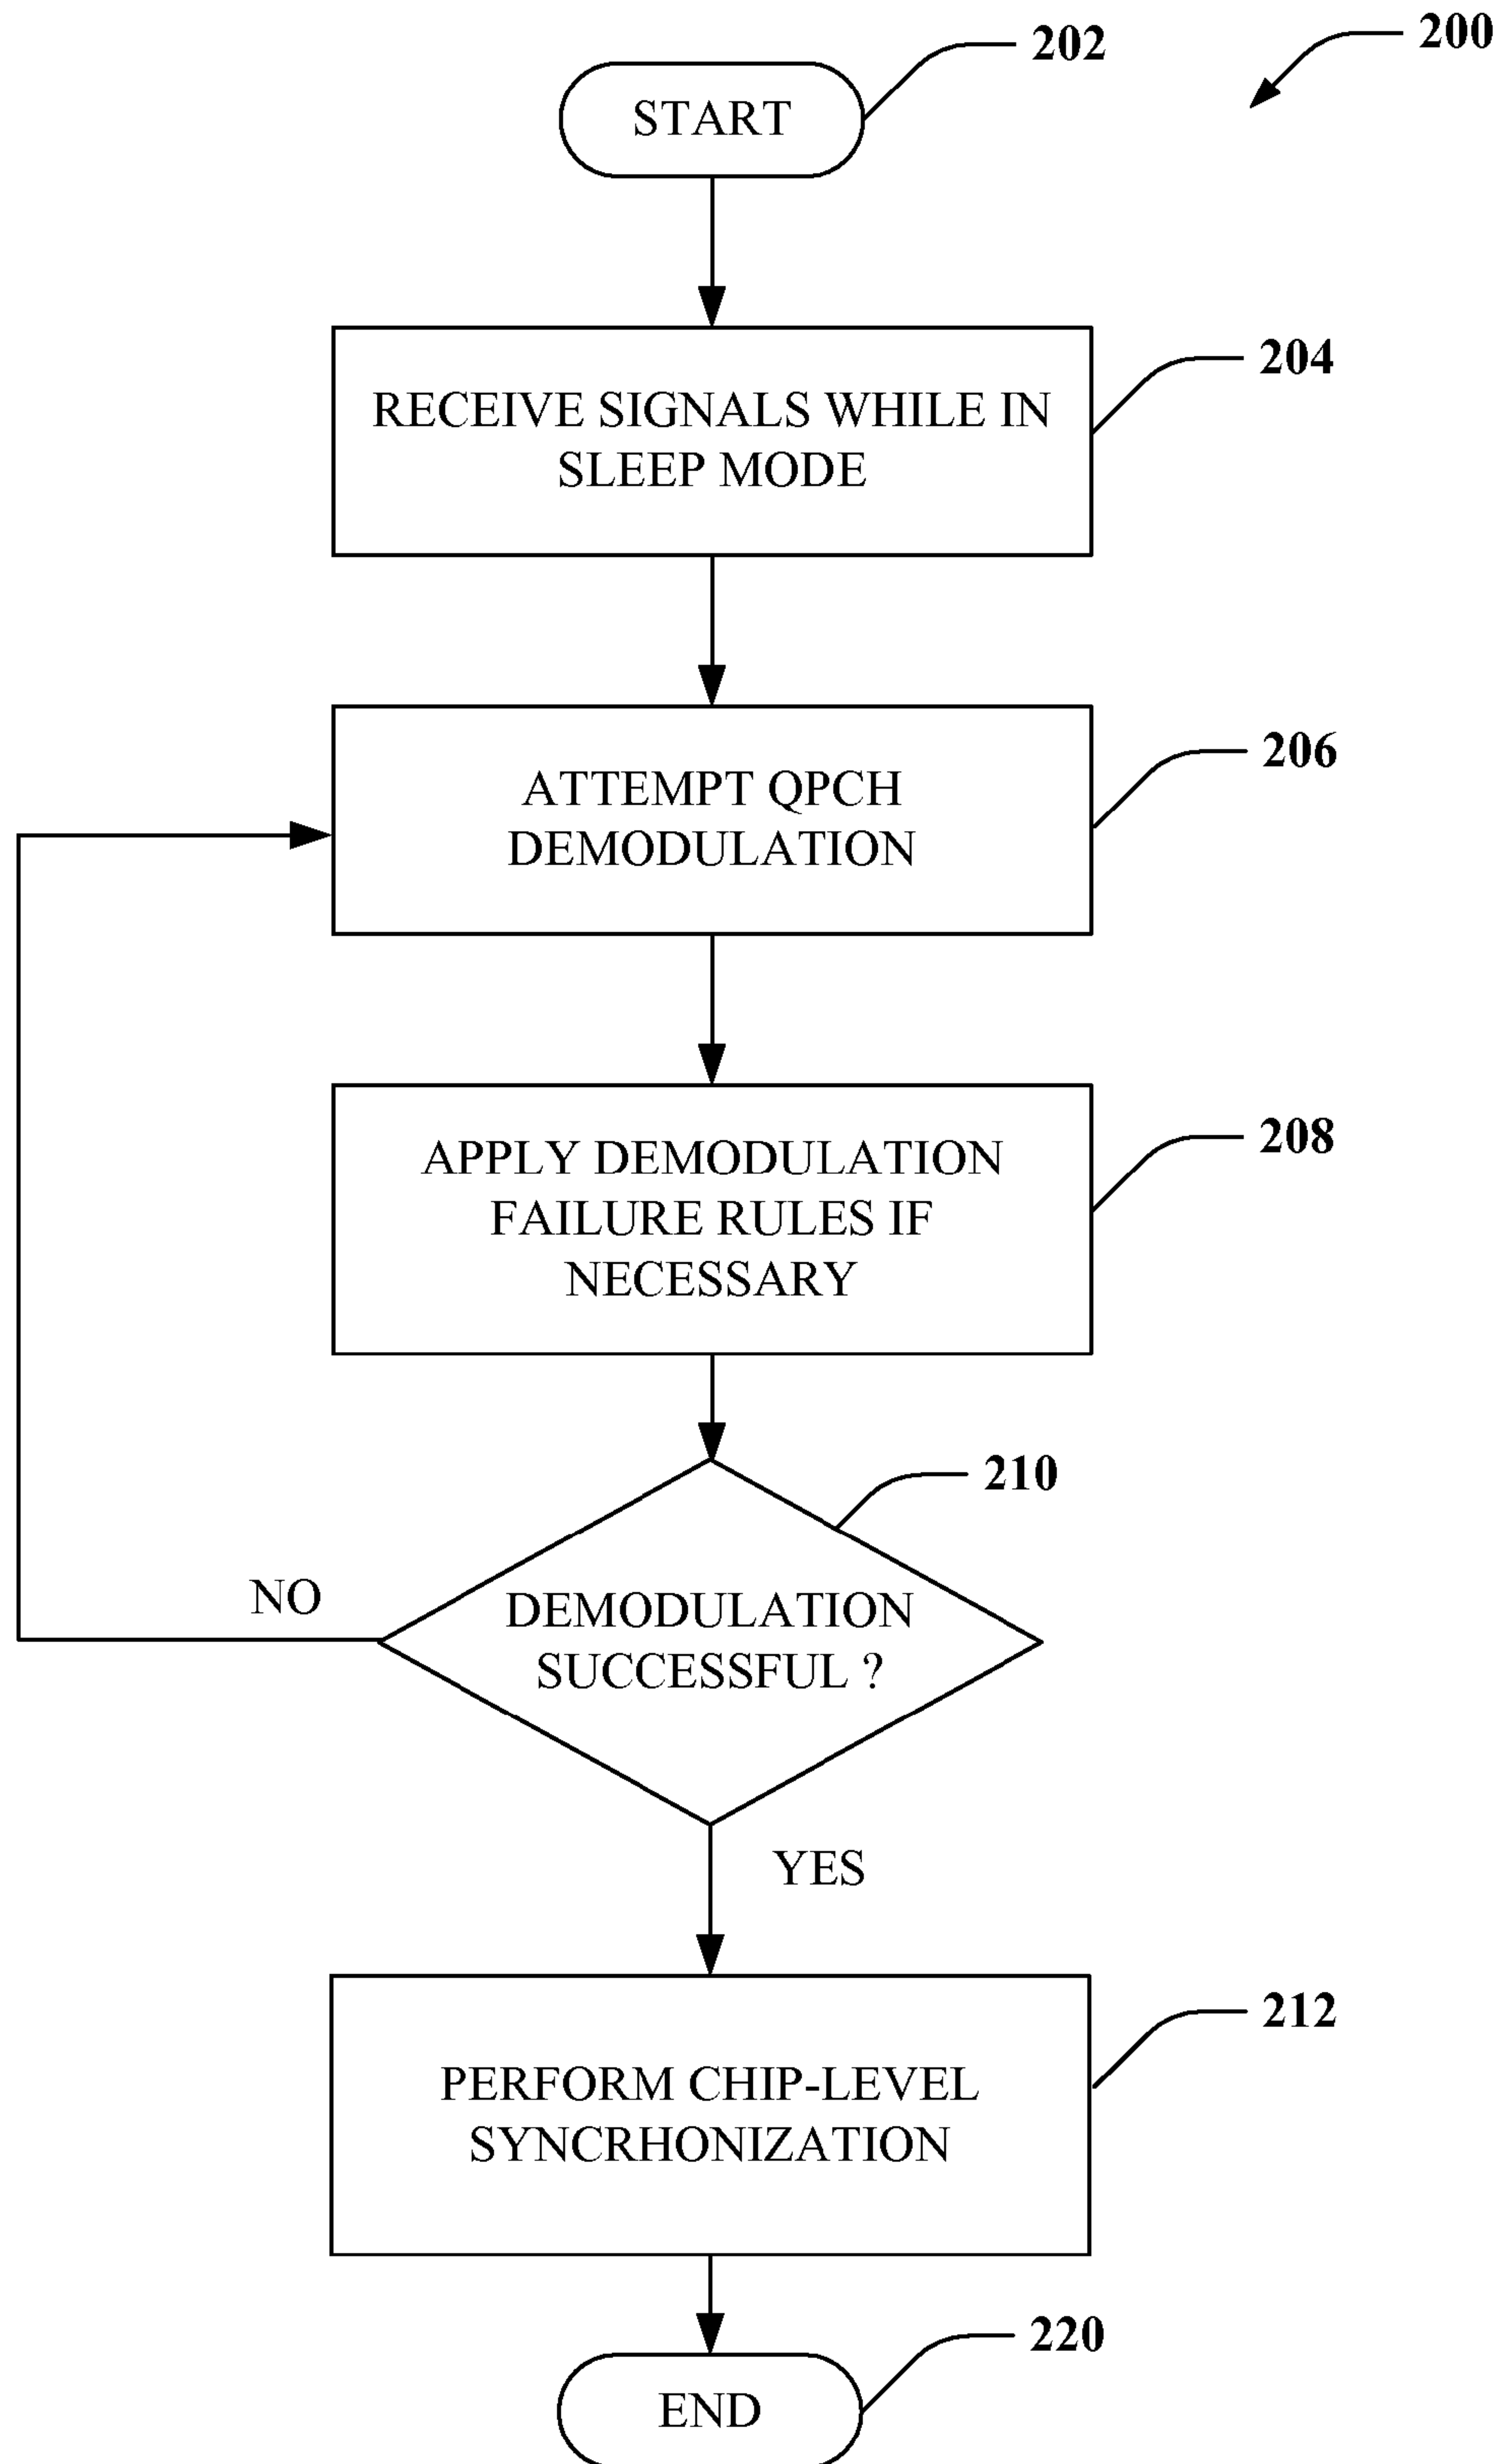 200
202
START
204
RECEIVE SIGNALS WHILE IN
SLEEP MODE
206
ATTEMPT QPCH
DEMODULATION
208
APPLY DEMODULATION
FAILURE RULES IF
NECESSARY
210
DEMODULATION
SUCCESSFUL ?
NO
YES
212
PERFORM CHIP-LEVEL
SYNCRHONIZATION
220
END